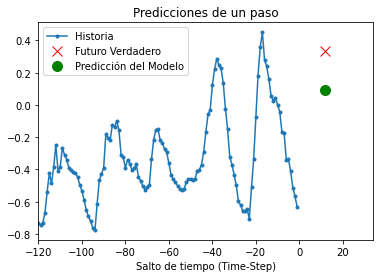 Predicciones de un paso
Historia
Futuro Verdadero
Predicción del Modelo
0.4
0.2
0.0
−0.2
−0.4
−0.6
−0.8
−120 −100 −80 −60 −40 −20 0 20
Salto de tiempo (Time-Step)